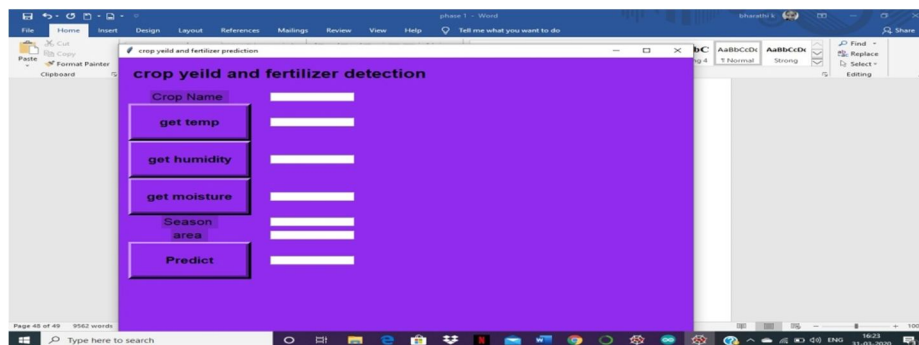 phase 1 - Word
bharathi k
File Home Insert Design Layout References Mailings Review View Help Tell me what you want to do
Cut
Copy
Format Painter
Paste
Clipboard
AaBbCcDc AaBbCcDc
¶ Normal Strong
Find
Replace
Select
Editing
crop yeild and fertilizer prediction
crop yeild and fertilizer detection
Crop Name
get temp
get humidity
get moisture
Season
area
Predict
Page 48 of 49 9562 words
Type here to search
ENG
16:23
31-03-2020